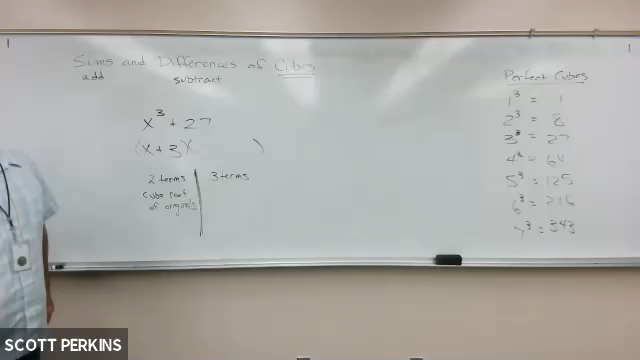 Sums and Differences of Cubes
add subtract
x³ + 27
(x + 3)( )
2 terms | 3 terms
cube root
of originals
Perfect Cubes
1³ = 1
2³ = 8
3³ = 27
4³ = 64
5³ = 125
6³ = 216
7³ = 343
SCOTT PERKINS